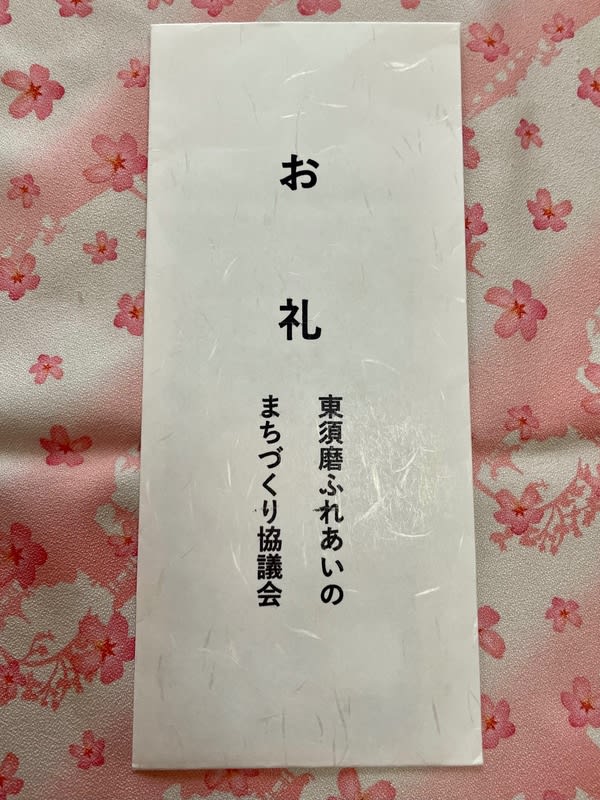 お礼
東須磨ふれあいの
まちづくり協議会